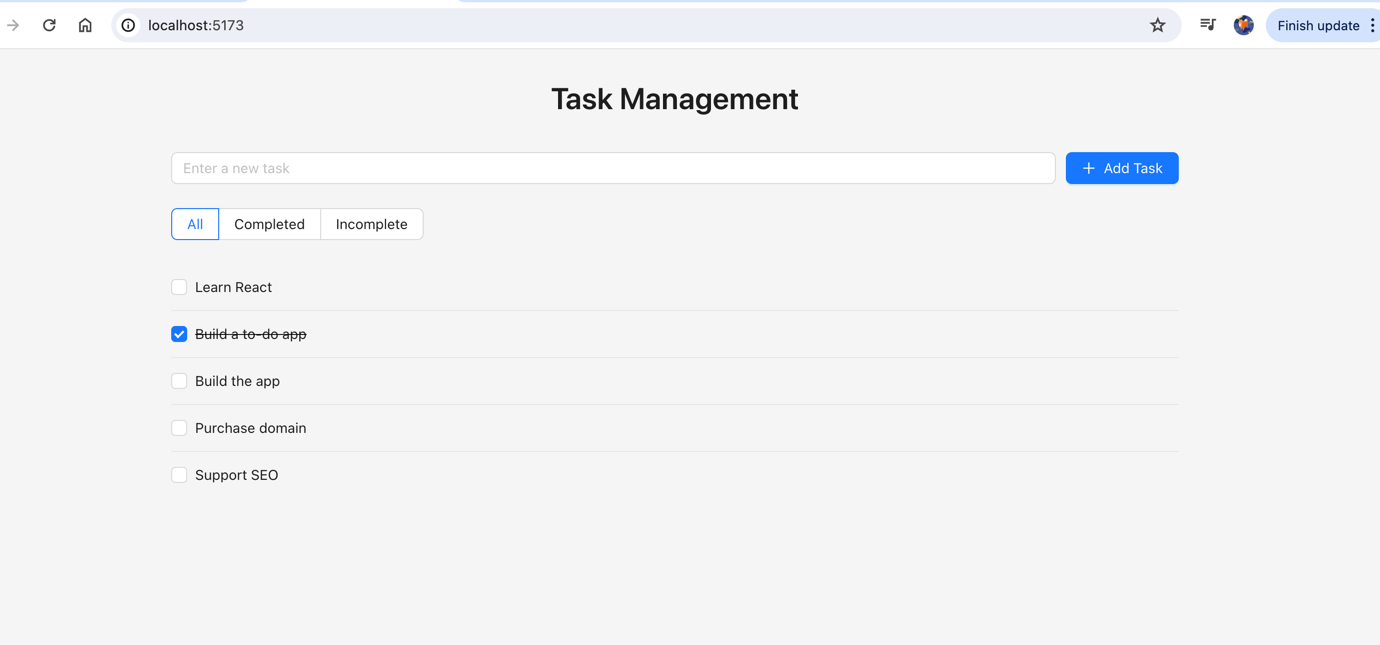 localhost:5173
Finish update
Task Management
Enter a new task
+ Add Task
All Completed Incomplete
Learn React
Build a to-do app
Build the app
Purchase domain
Support SEO